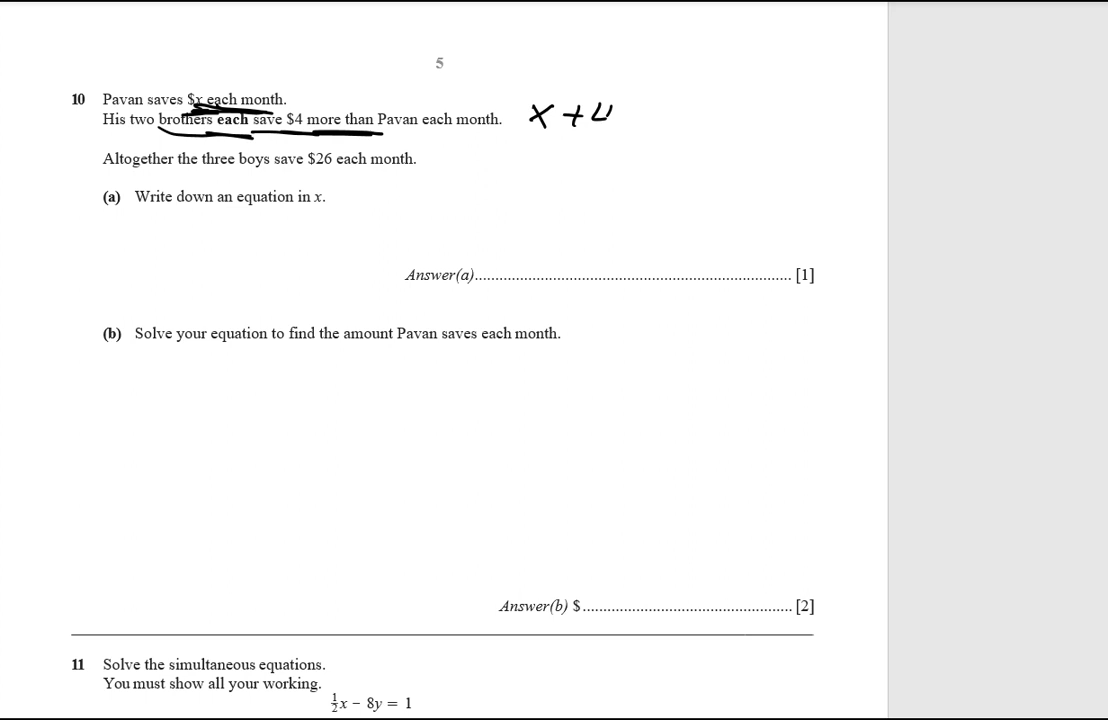 5
10 Pavan saves $x each month.
His two brothers each save $4 more than Pavan each month. x + 4
Altogether the three boys save $26 each month.
(a) Write down an equation in x.
Answer(a).............................................................................. [1]
(b) Solve your equation to find the amount Pavan saves each month.
Answer(b) $................................................... [2]
11 Solve the simultaneous equations.
You must show all your working.
½x − 8y = 1